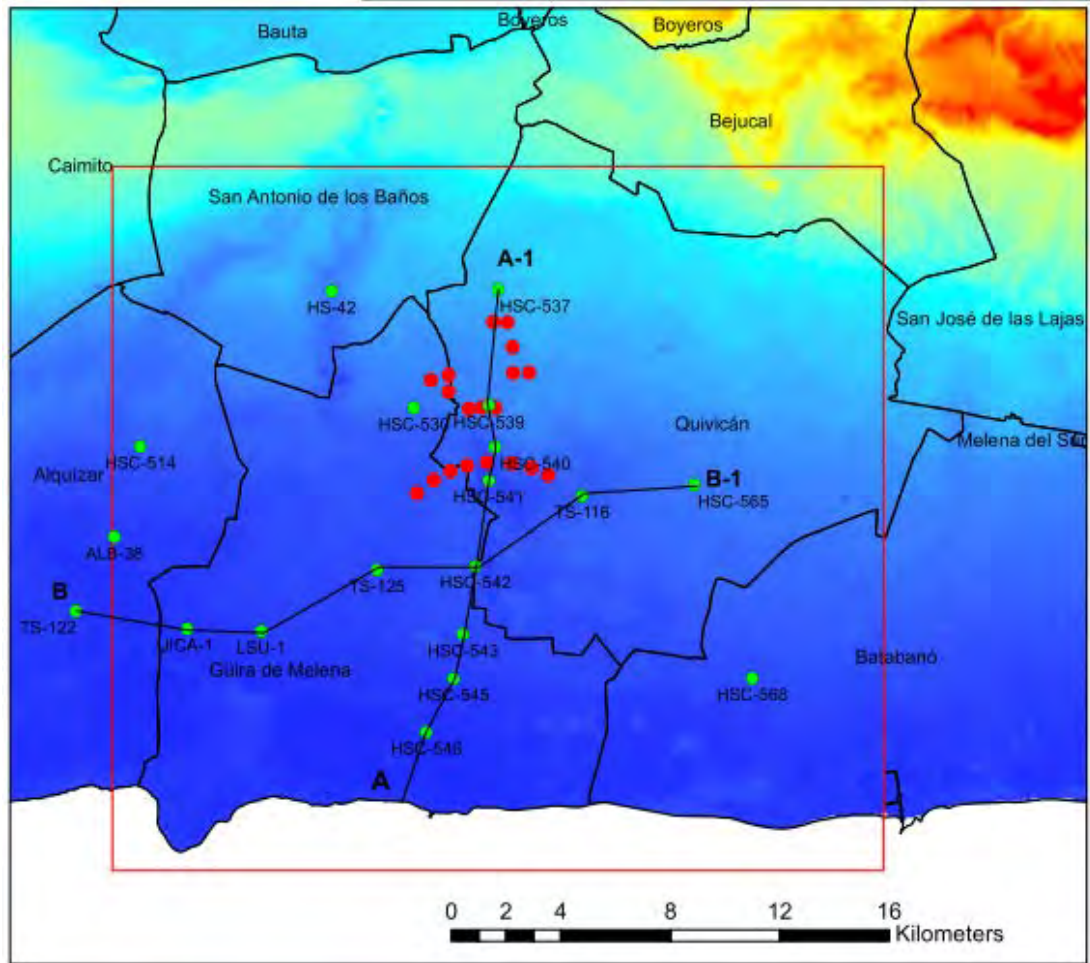 Boyeros
Bauta
Boyeros
Bejucal
Caimito
San Antonio de los Baños
A-1
HS-42
HSC-537
San José de las Lajas
HSC-530
HSC-539
Quivicán
Melena del Sur
HSC-514
Alquizar
HSC-540
HSC-541
B-1
HSC-565
TS-116
ALB-38
TS-125
HSC-542
B
TS-122
JICA-1
LSU-1
HSC-543
Güira de Melena
Batabanó
HSC-545
HSC-568
HSC-546
A
0 2 4 8 12 16
Kilometers